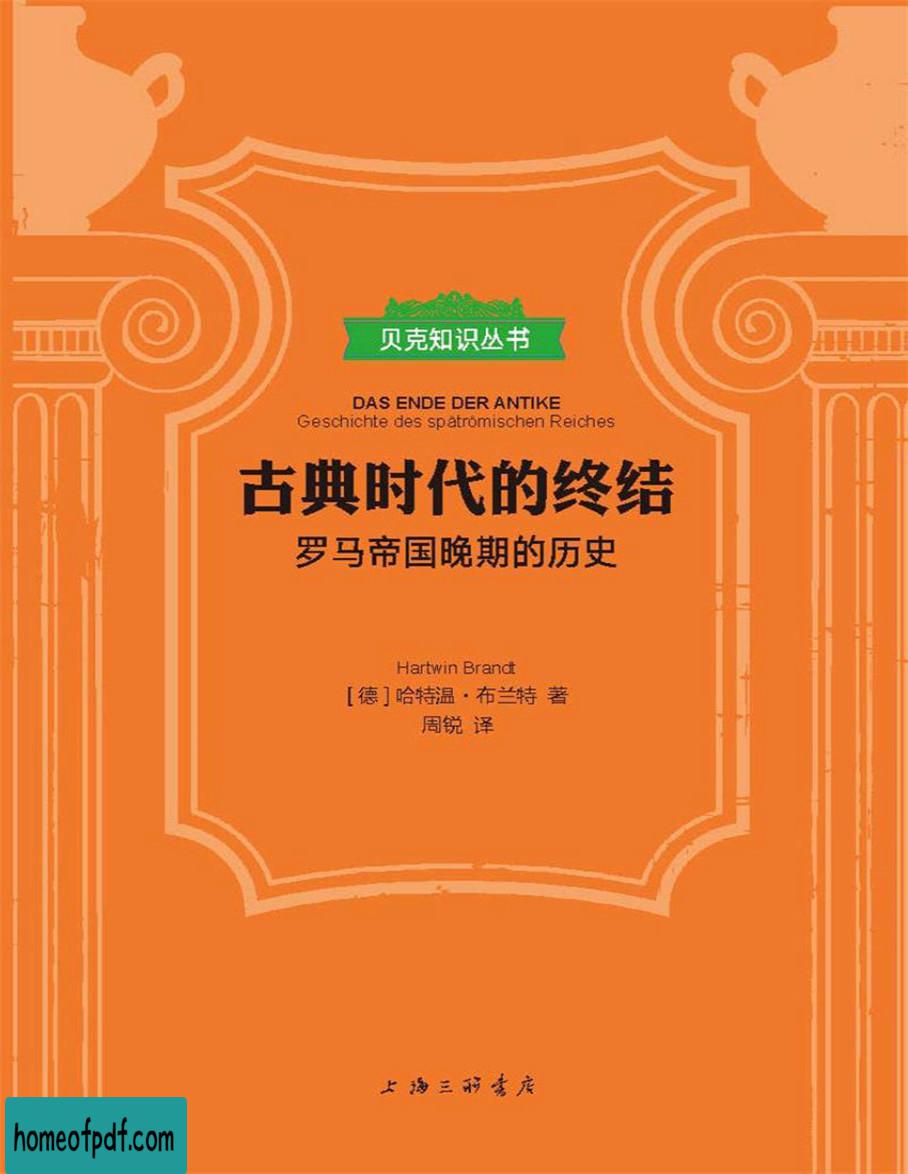 贝克知识丛书
DAS ENDE DER ANTIKE
Geschichte des spätrömischen Reiches
古典时代的终结
罗马帝国晚期的历史
Hartwin Brandt
[德]哈特温·布兰特 著
周锐 译
上海三联书店
homeofpdf.com